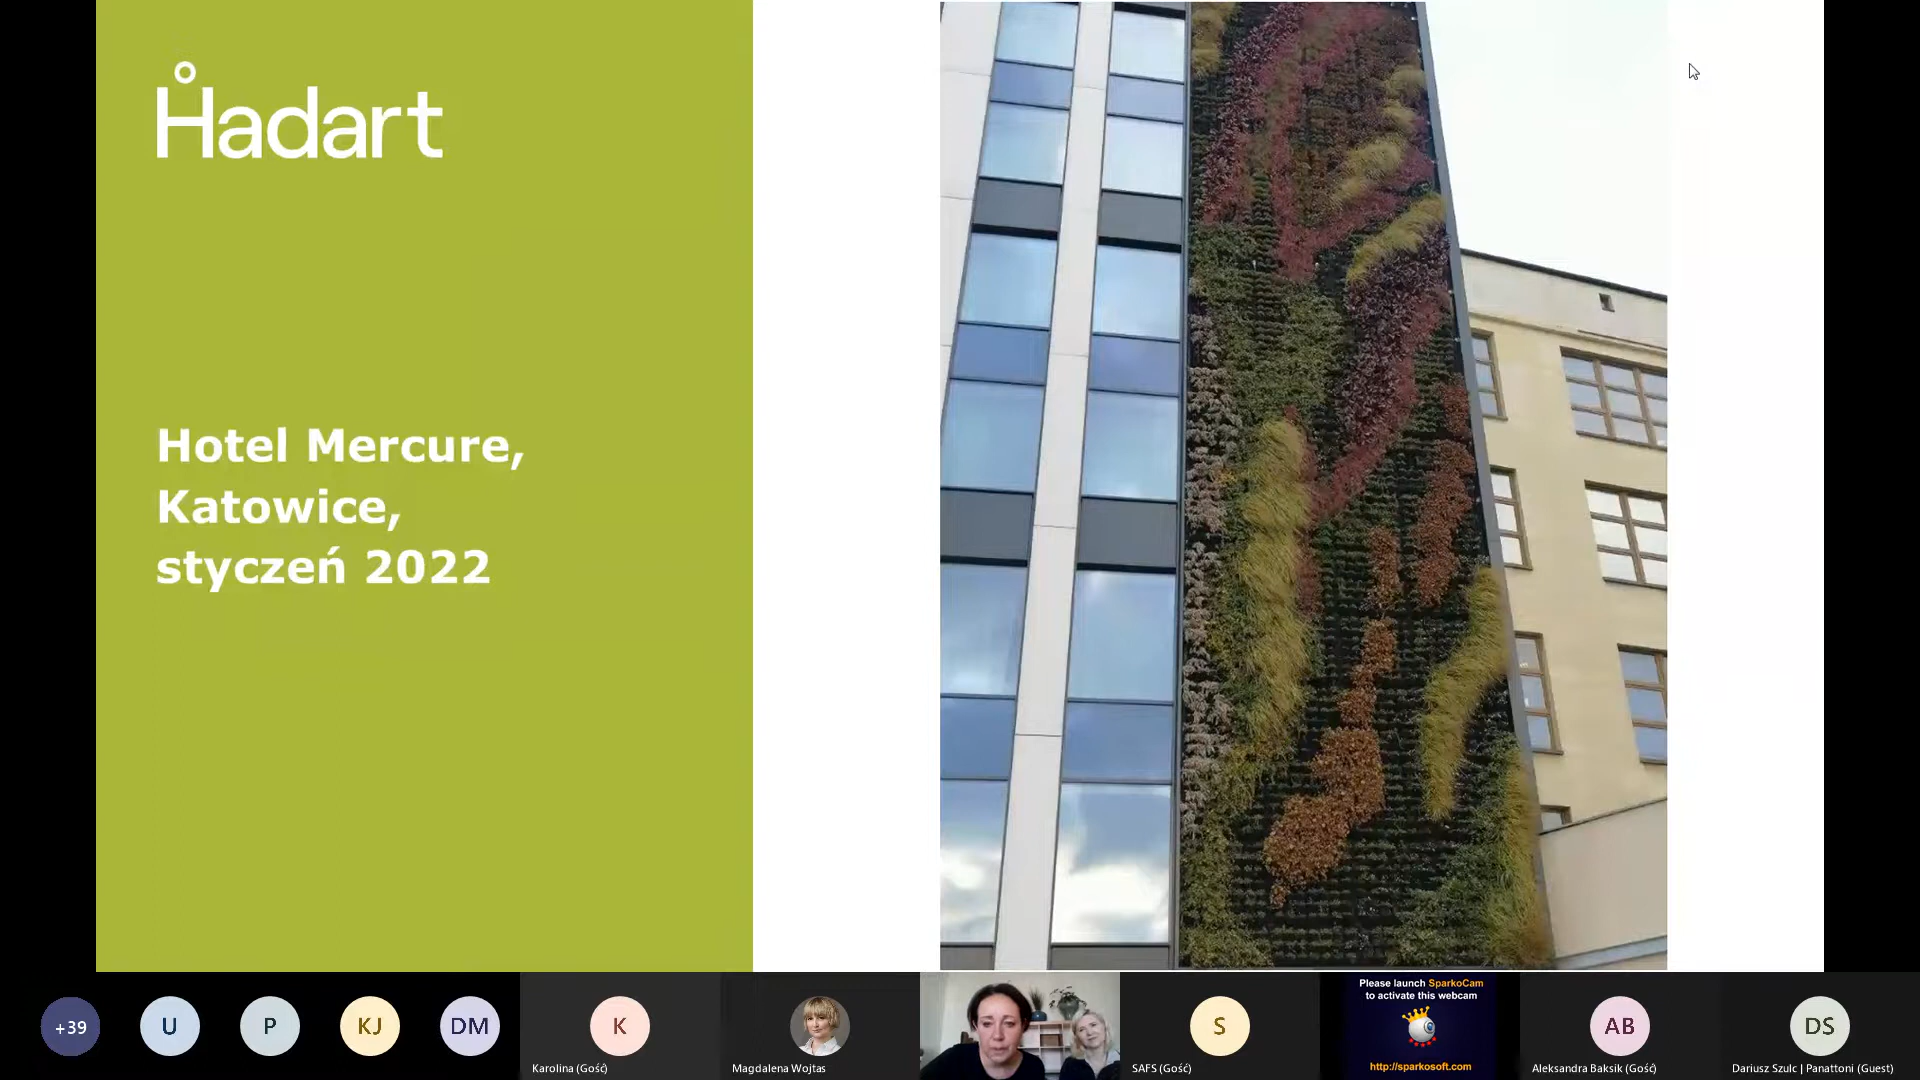 Hadart
Hotel Mercure,
Katowice,
styczeń 2022
+39
U
P
KJ
DM
K
Karolina (Gość)
Magdalena Wojtas
S
SAFS (Gość)
Please launch SparkoCam
to activate this webcam
http://sparkosoft.com
AB
Aleksandra Baksik (Gość)
DS
Dariusz Szulc | Panattoni (Guest)